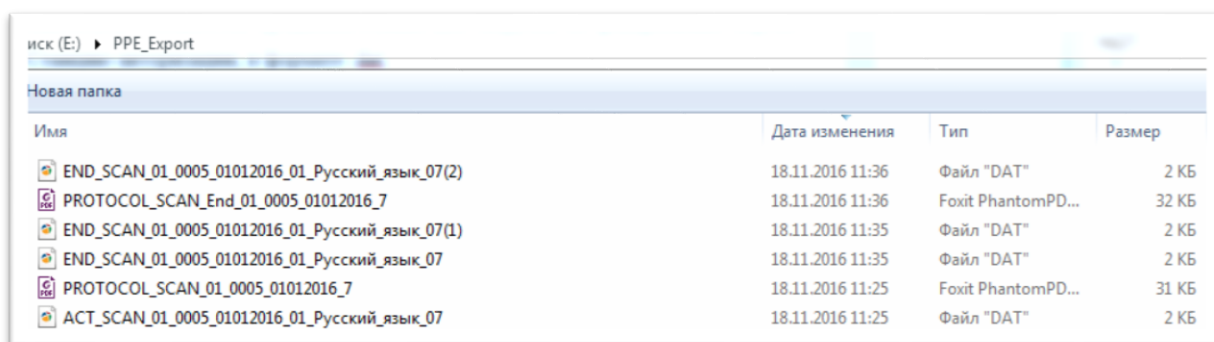 иск (E:) ▸ PPE_Export
Новая папка
Имя Дата изменения Тип Размер
END_SCAN_01_0005_01012016_01_Русский_язык_07(2) 18.11.2016 11:36 Файл "DAT" 2 КБ
PROTOCOL_SCAN_End_01_0005_01012016_7 18.11.2016 11:36 Foxit PhantomPD... 32 КБ
END_SCAN_01_0005_01012016_01_Русский_язык_07(1) 18.11.2016 11:35 Файл "DAT" 2 КБ
END_SCAN_01_0005_01012016_01_Русский_язык_07 18.11.2016 11:35 Файл "DAT" 2 КБ
PROTOCOL_SCAN_01_0005_01012016_7 18.11.2016 11:25 Foxit PhantomPD... 31 КБ
ACT_SCAN_01_0005_01012016_01_Русский_язык_07 18.11.2016 11:25 Файл "DAT" 2 КБ